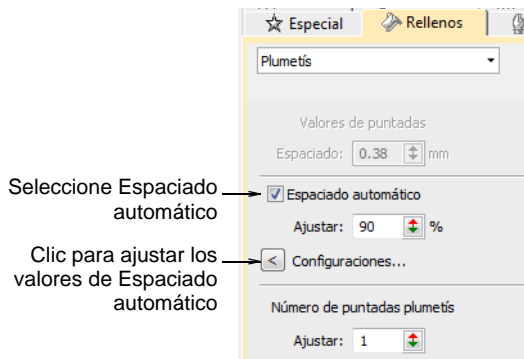 Especial
Rellenos
Plumetís
Valores de puntadas
Espaciado: 0.38 mm
Seleccione Espaciado
automático
Espaciado automático
Ajustar: 90 %
Clic para ajustar los
valores de Espaciado
automático
< Configuraciones...
Número de puntadas plumetís
Ajustar: 1